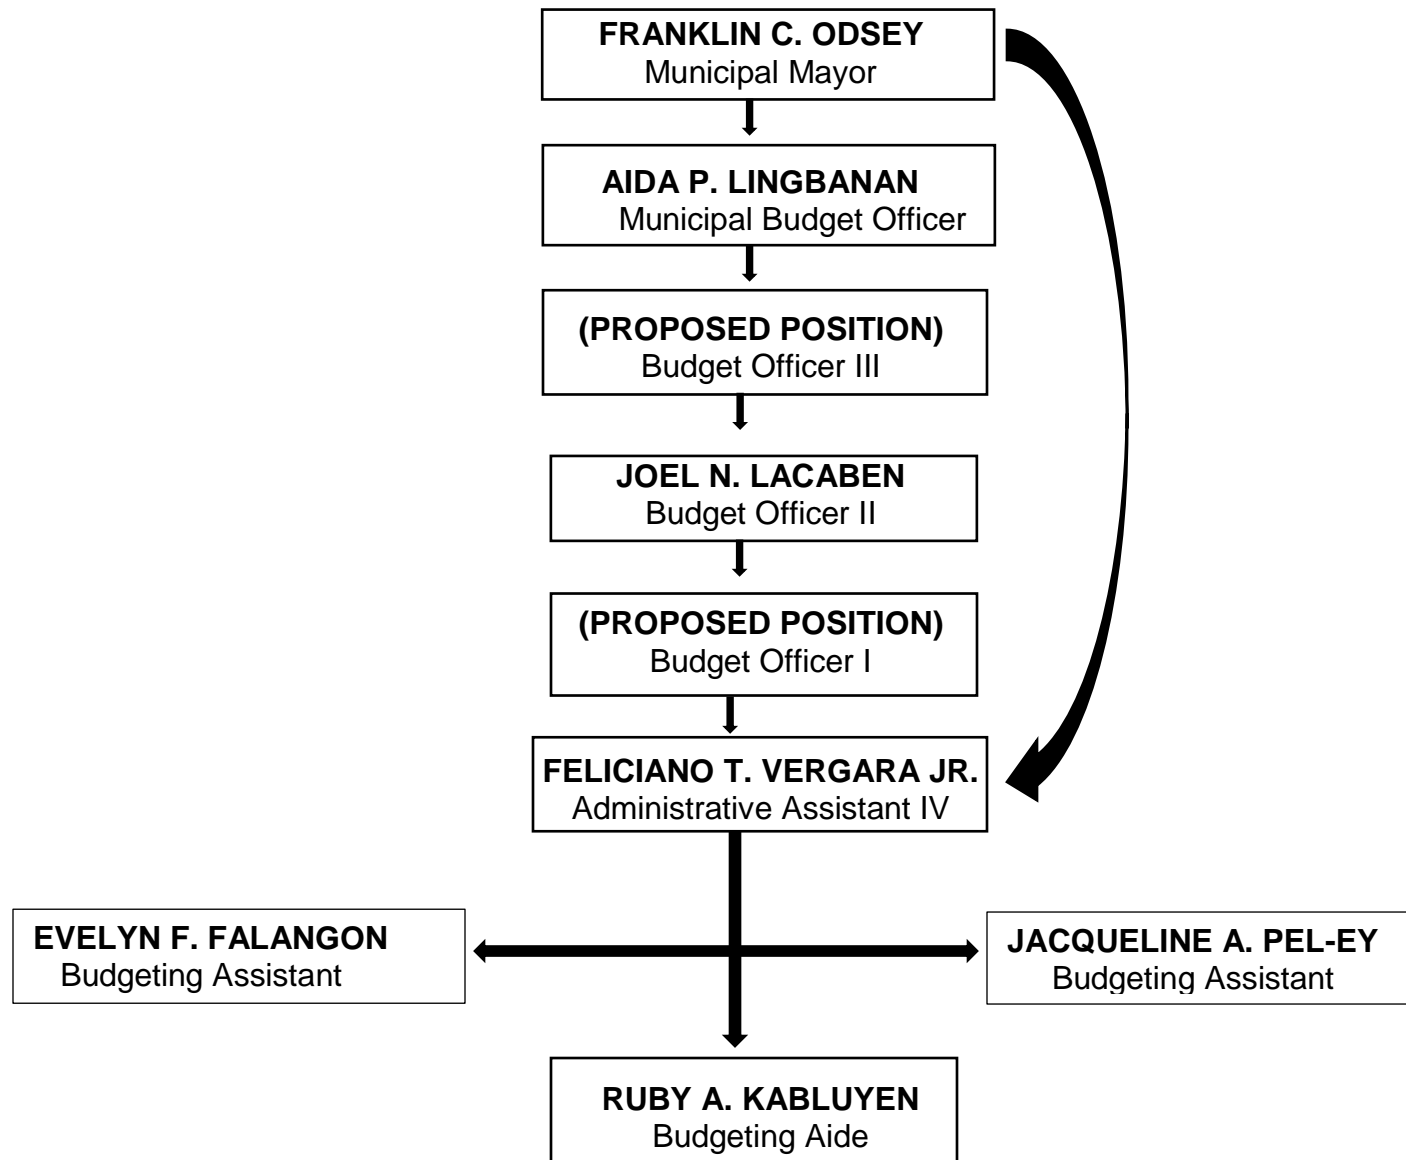 FRANKLIN C. ODSEY
Municipal Mayor
AIDA P. LINGBANAN
Municipal Budget Officer
(PROPOSED POSITION)
Budget Officer III
JOEL N. LACABEN
Budget Officer II
(PROPOSED POSITION)
Budget Officer I
FELICIANO T. VERGARA JR.
Administrative Assistant IV
EVELYN F. FALANGON
Budgeting Assistant
JACQUELINE A. PEL-EY
Budgeting Assistant
RUBY A. KABLUYEN
Budgeting Aide